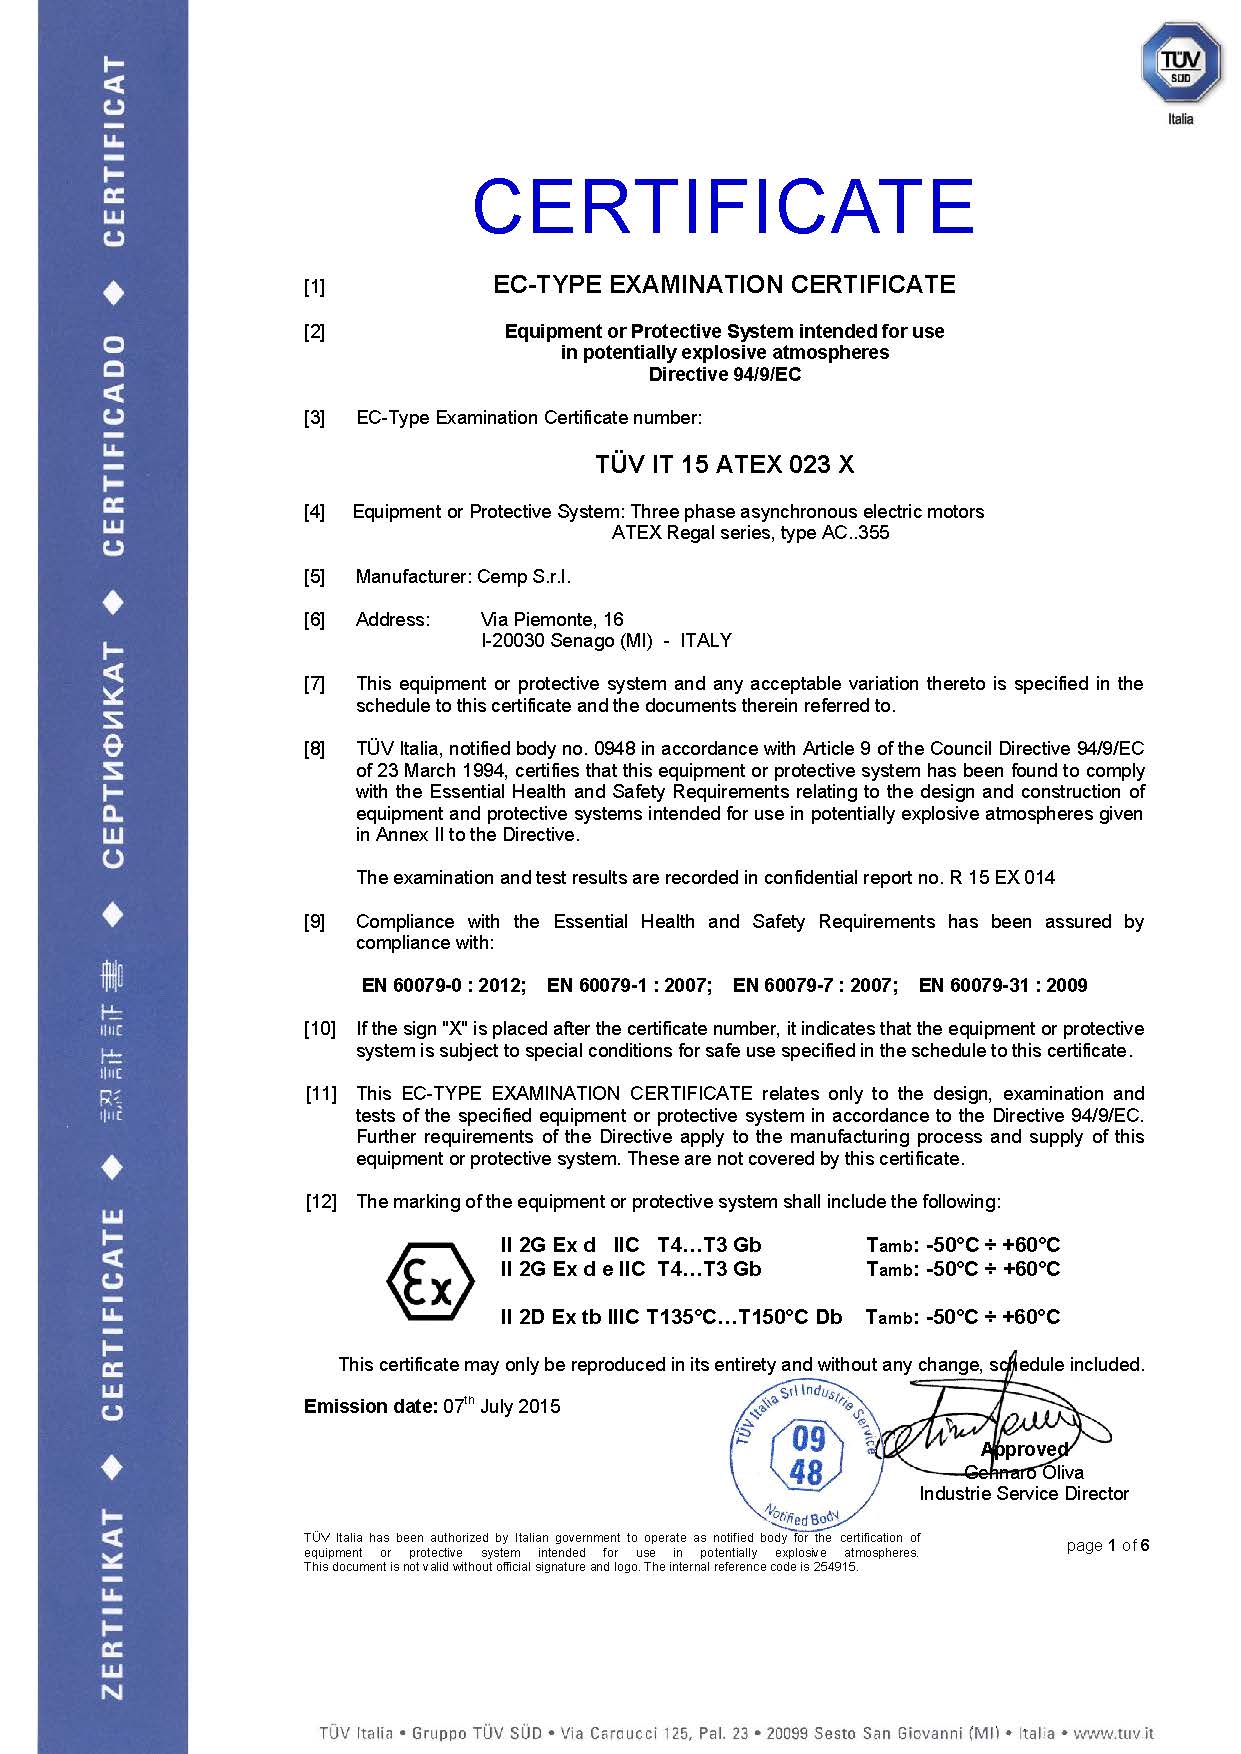 TÜV
SÜD
Italia
CERTIFICATE
[1] EC-TYPE EXAMINATION CERTIFICATE
[2] Equipment or Protective System intended for use
in potentially explosive atmospheres
Directive 94/9/EC
[3] EC-Type Examination Certificate number:
TÜV IT 15 ATEX 023 X
[4] Equipment or Protective System: Three phase asynchronous electric motors
ATEX Regal series, type AC..355
[5] Manufacturer: Cemp S.r.l.
[6] Address: Via Piemonte, 16
I-20030 Senago (MI) - ITALY
[7] This equipment or protective system and any acceptable variation thereto is specified in the
schedule to this certificate and the documents therein referred to.
[8] TÜV Italia, notified body no. 0948 in accordance with Article 9 of the Council Directive 94/9/EC
of 23 March 1994, certifies that this equipment or protective system has been found to comply
with the Essential Health and Safety Requirements relating to the design and construction of
equipment and protective systems intended for use in potentially explosive atmospheres given
in Annex II to the Directive.
The examination and test results are recorded in confidential report no. R 15 EX 014
[9] Compliance with the Essential Health and Safety Requirements has been assured by
compliance with:
EN 60079-0 : 2012; EN 60079-1 : 2007; EN 60079-7 : 2007; EN 60079-31 : 2009
[10] If the sign "X" is placed after the certificate number, it indicates that the equipment or protective
system is subject to special conditions for safe use specified in the schedule to this certificate.
[11] This EC-TYPE EXAMINATION CERTIFICATE relates only to the design, examination and
tests of the specified equipment or protective system in accordance to the Directive 94/9/EC.
Further requirements of the Directive apply to the manufacturing process and supply of this
equipment or protective system. These are not covered by this certificate.
[12] The marking of the equipment or protective system shall include the following:
Ex
II 2G Ex d IIC T4...T3 Gb Tamb: -50°C ÷ +60°C
II 2G Ex d e IIC T4...T3 Gb Tamb: -50°C ÷ +60°C
II 2D Ex tb IIIC T135°C...T150°C Db Tamb: -50°C ÷ +60°C
This certificate may only be reproduced in its entirety and without any change, schedule included.
Emission date: 07th July 2015
TÜV Italia Srl Industrie Service
09
48
Notified Body
Approved
Gennaro Oliva
Industrie Service Director
TÜV Italia has been authorized by Italian government to operate as notified body for the certification of
equipment or protective system intended for use in potentially explosive atmospheres.
This document is not valid without official signature and logo. The internal reference code is 254915.
page 1 of 6
TÜV Italia • Gruppo TÜV SÜD • Via Carducci 125, Pal. 23 • 20099 Sesto San Giovanni (MI) • Italia • www.tuv.it
ZERTIFIKAT ◆ CERTIFICATE ◆ 認証証書 ◆ СЕРТИФИКАТ ◆ CERTIFICADO ◆ CERTIFICAT